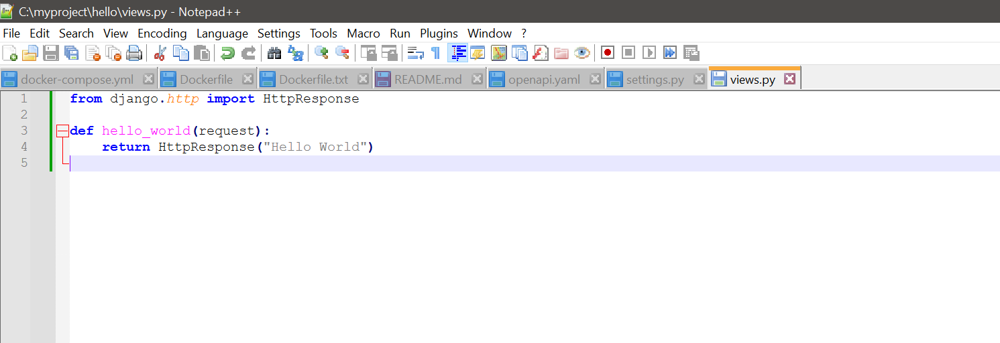 C:\myproject\hello\views.py - Notepad++
File Edit Search View Encoding Language Settings Tools Macro Run Plugins Window ?
docker-compose.yml Dockerfile Dockerfile.txt README.md openapi.yaml settings.py views.py
1 from django.http import HttpResponse
2
3 def hello_world(request):
4     return HttpResponse("Hello World")
5